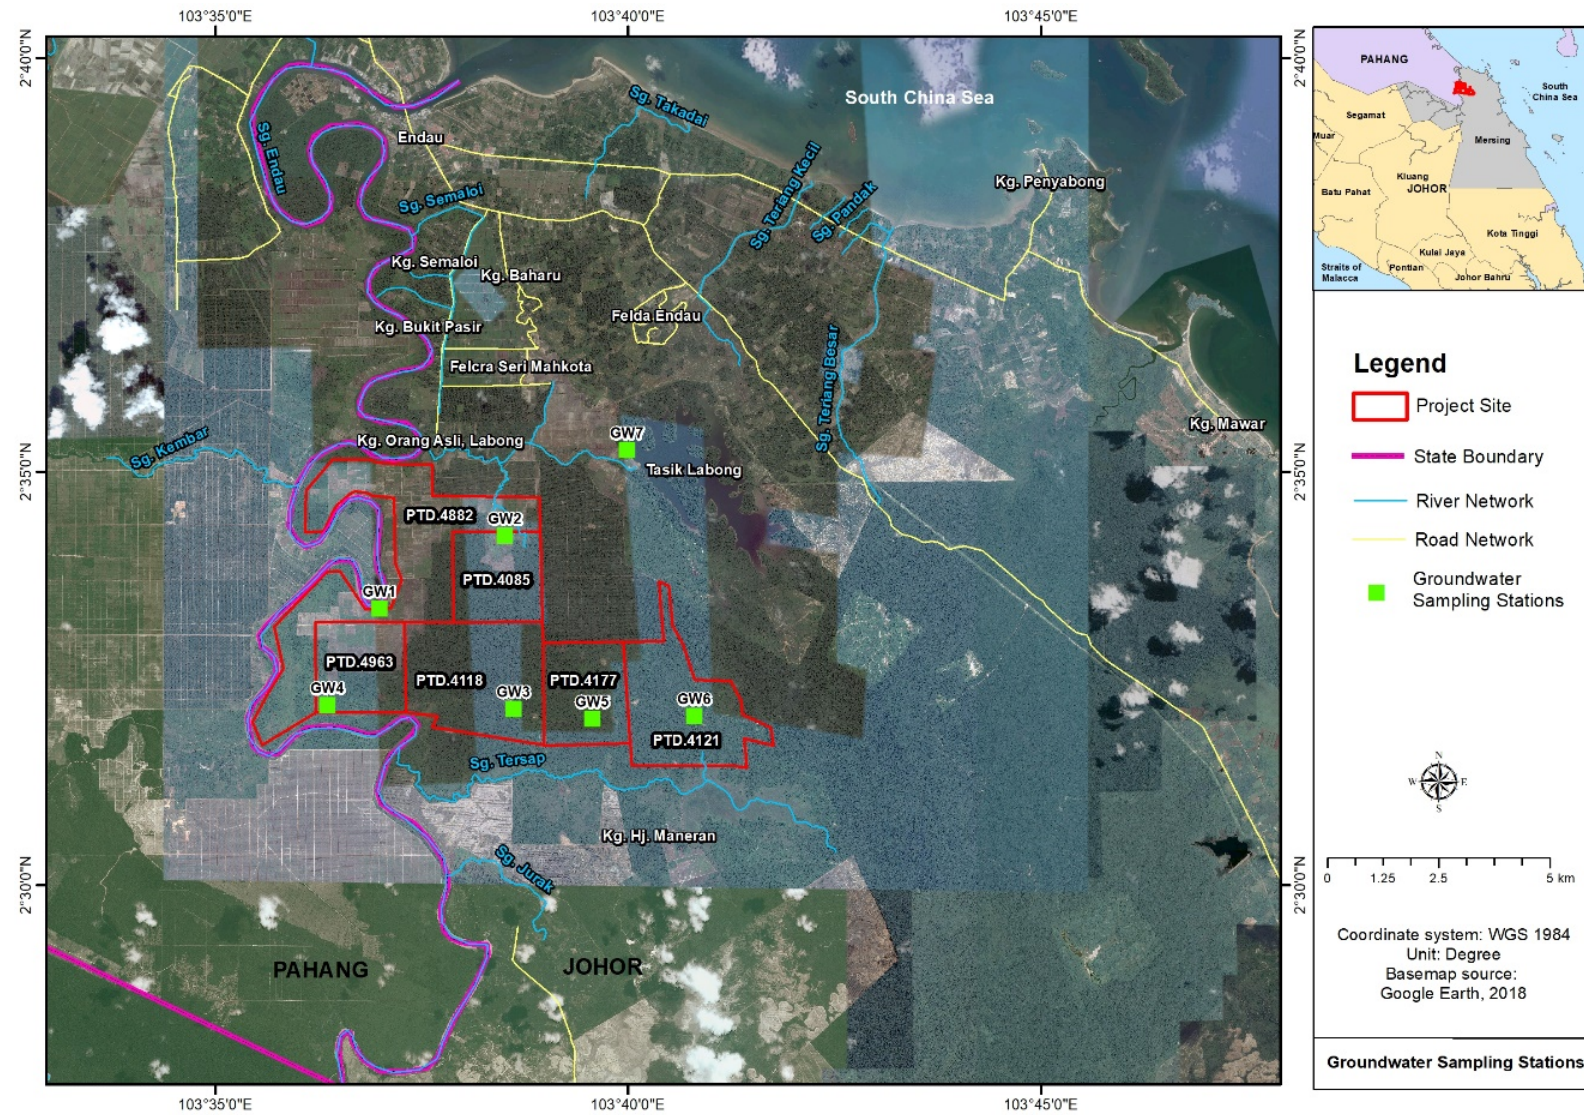 103°35'0"E
103°40'0"E
103°45'0"E
2°40'0"N
2°40'0"N
South China Sea
Sg. Takadai
Endau
Sg. Endau
Sg. Teriang Kecil
Kg. Penyabong
Sg. Semaloi
Sg. Pandak
Kg. Semaloi
Kg. Baharu
Kg. Bukit Pasir
Felda Endau
Felcra Seri Mahkota
Sg. Teriang Besar
Kg. Mawar
Kg. Orang Asli, Labong
GW7
Sg. Kembar
Tasik Labong
2°35'0"N
2°35'0"N
PTD.4882
GW2
PTD.4085
GW1
PTD.4963
PTD.4118
PTD.4177
GW4
GW3
GW5
GW6
PTD.4121
Sg. Tersap
Kg. Hj. Maneran
Sg. Jurak
2°30'0"N
2°30'0"N
PAHANG
JOHOR
103°35'0"E
103°40'0"E
103°45'0"E
PAHANG
South
China Sea
Segamat
Muar
Mersing
Kluang
Batu Pahat
JOHOR
Kota Tinggi
Kulai Jaya
Straits of
Malacca
Pontian
Johor Bahru
Legend
Project Site
State Boundary
River Network
Road Network
Groundwater
Sampling Stations
N
W
E
S
0 1.25 2.5 5 km
Coordinate system: WGS 1984
Unit: Degree
Basemap source:
Google Earth, 2018
Groundwater Sampling Stations